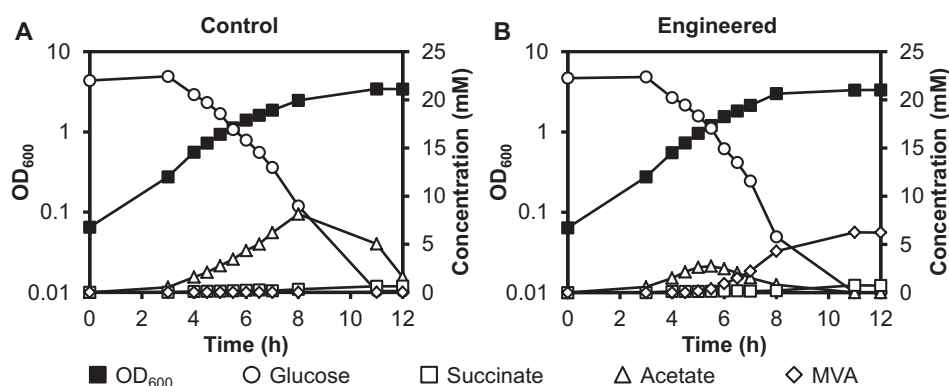 A Control
10
1
0.1
0.01
OD600
25
20
15
10
5
0
Concentration (mM)
0 2 4 6 8 10 12
Time (h)
B Engineered
10
1
0.1
0.01
OD600
25
20
15
10
5
0
Concentration (mM)
0 2 4 6 8 10 12
Time (h)
OD600 Glucose Succinate Acetate MVA